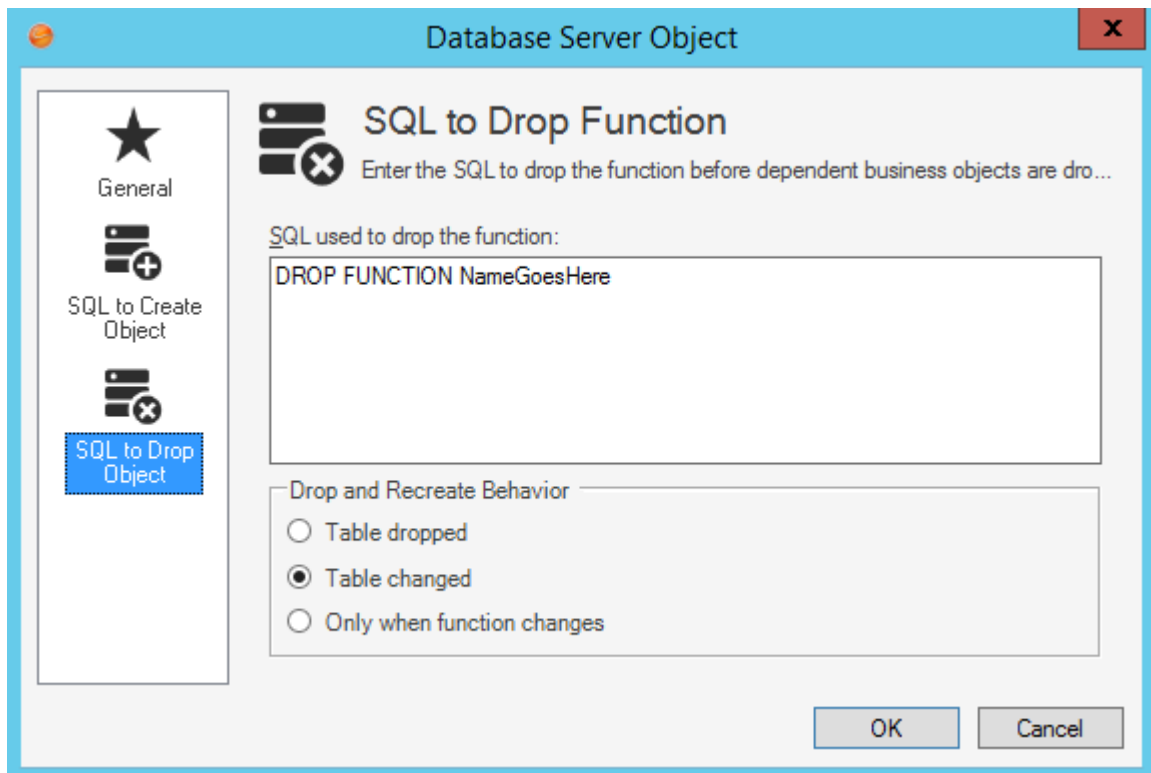 Database Server Object
x
General
SQL to Create
Object
SQL to Drop
Object
SQL to Drop Function
Enter the SQL to drop the function before dependent business objects are dro...
SQL used to drop the function:
DROP FUNCTION NameGoesHere
Drop and Recreate Behavior
Table dropped
Table changed
Only when function changes
OK
Cancel